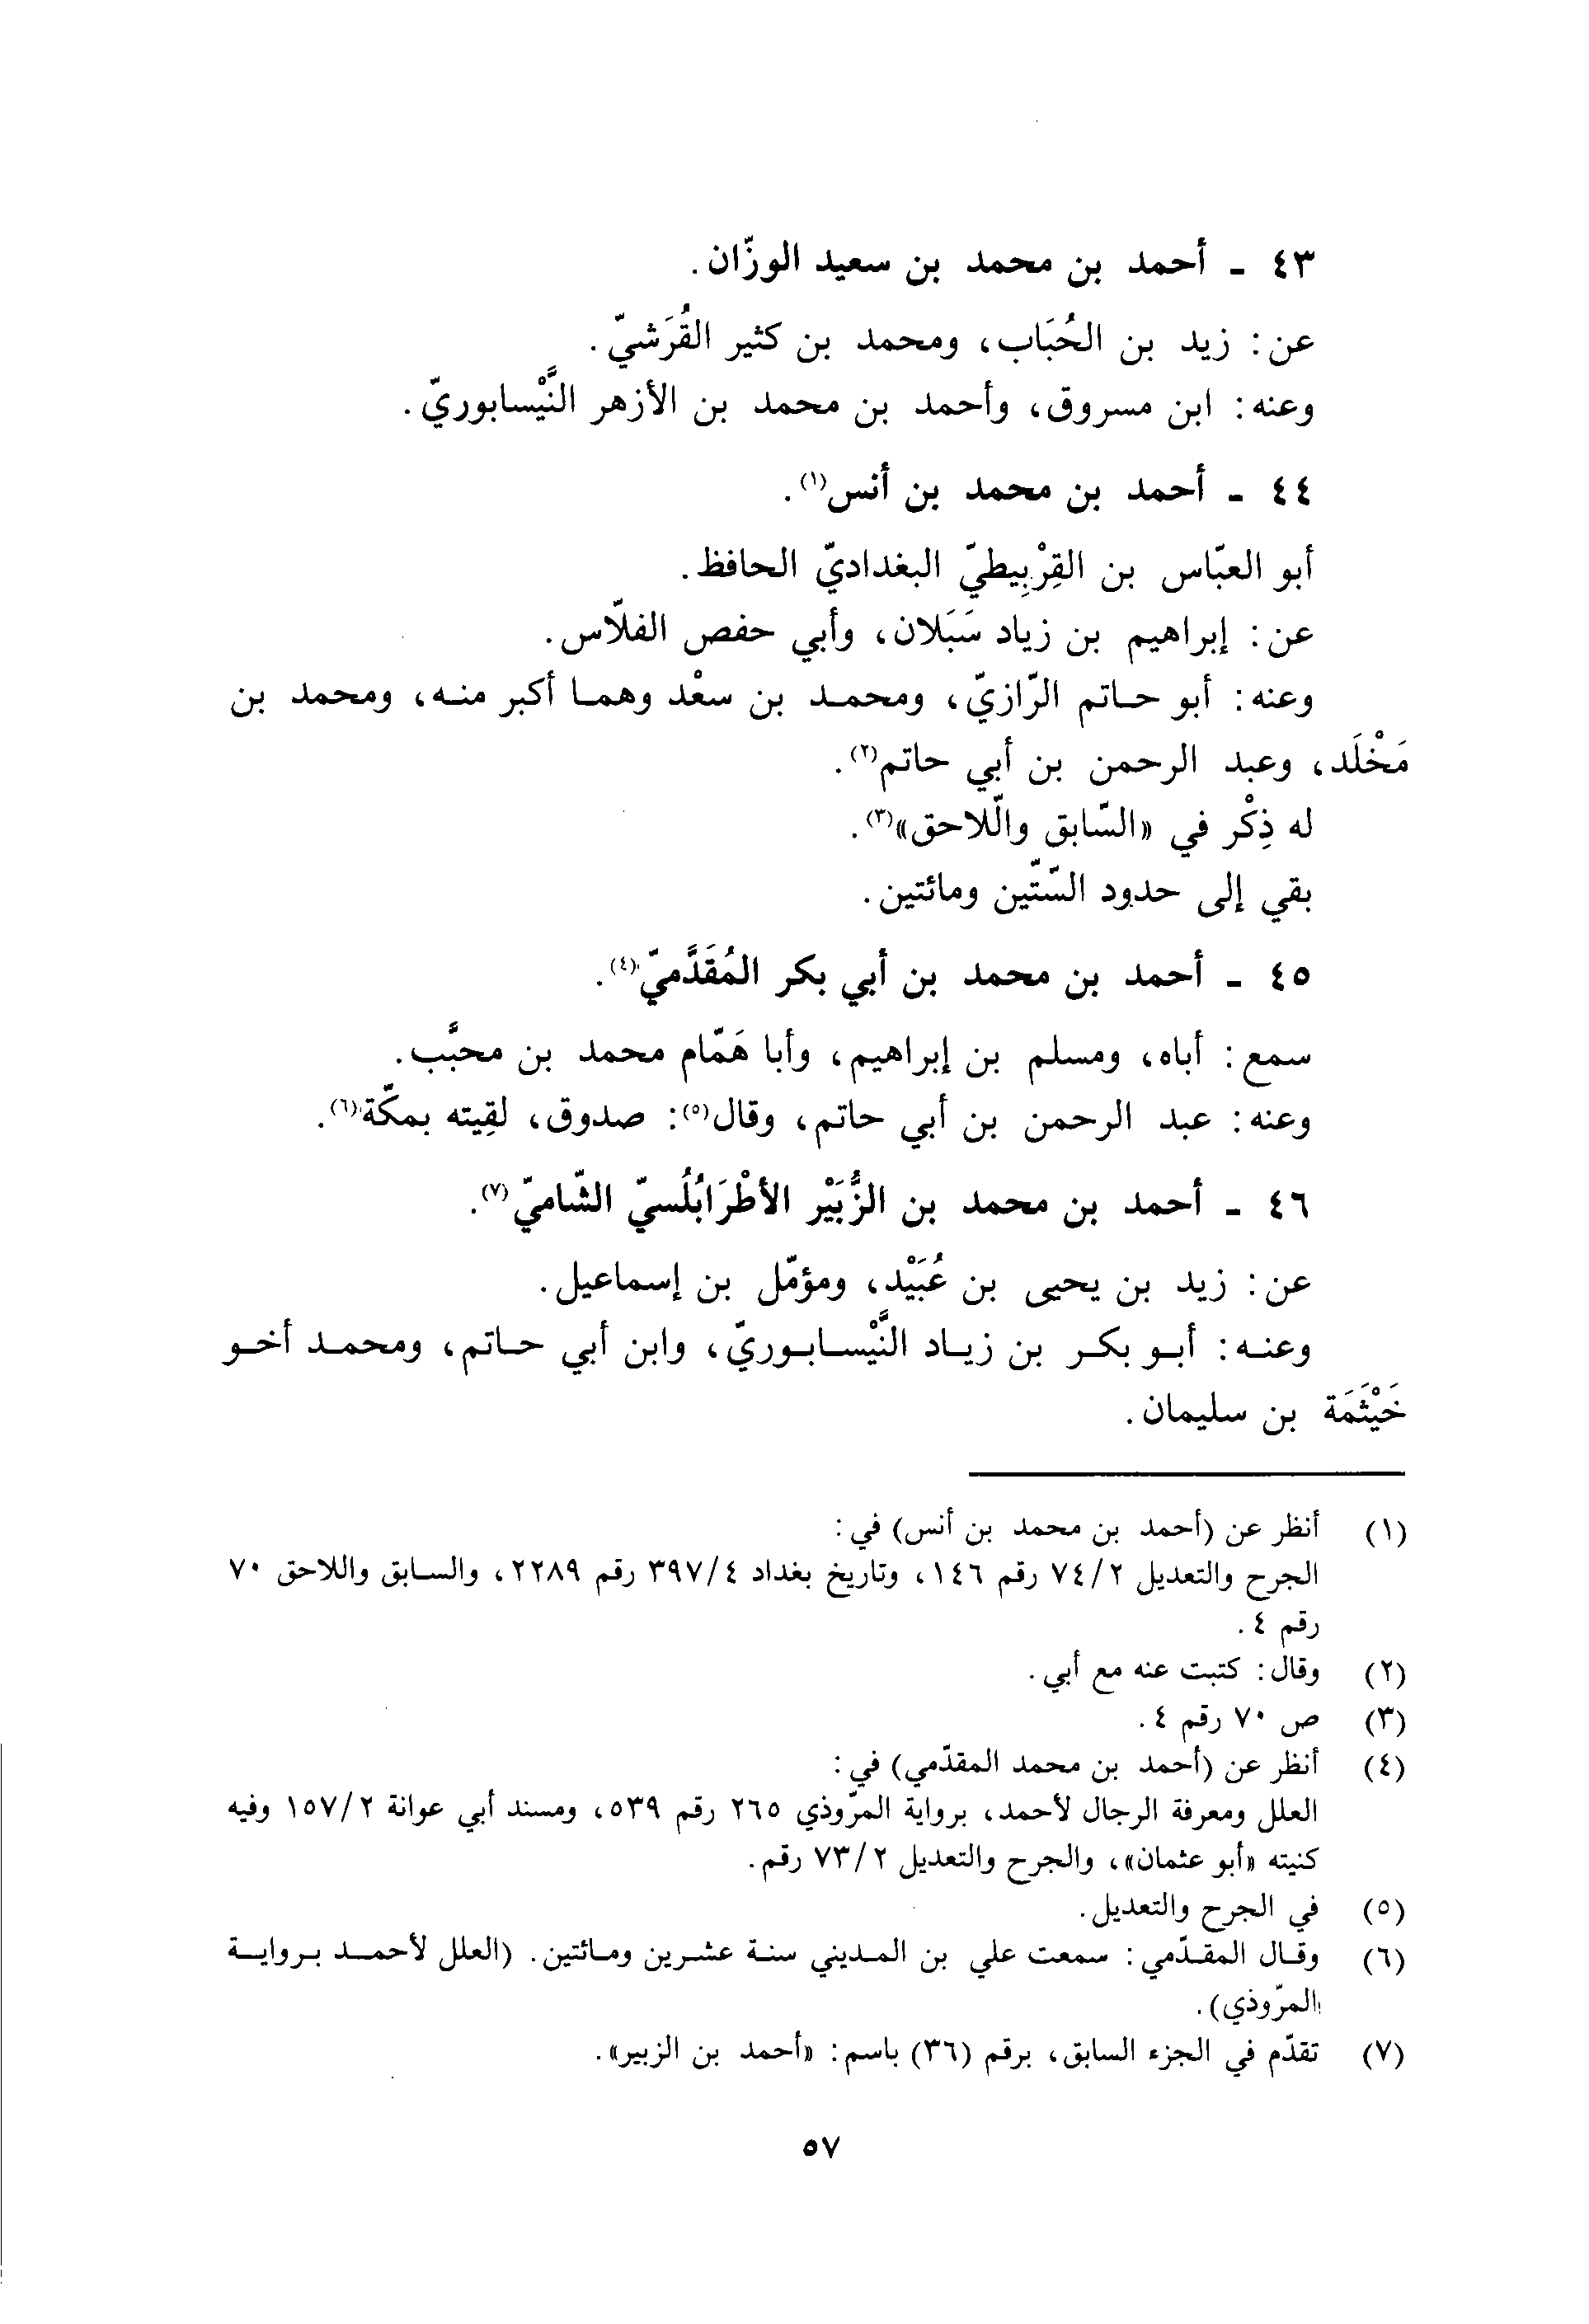 ٤٣ - أحمد بن محمد بن سعيد الوزّان.
عن: زيد بن الحُبَاب، ومحمد بن كثير القُرَشيّ.
وعنه: ابن مسروق، وأحمد بن محمد بن الأزهر النَّيْسابوريّ.
٤٤ - أحمد بن محمد بن أنس(١).
أبو العبّاس بن القِرْبِيطيّ البغداديّ الحافظ.
عن: إبراهيم بن زياد سَبَلان، وأبي حفص الفلّاس.
وعنه: أبو حاتم الرّازيّ، ومحمد بن سعْد وهما أكبر منه، ومحمد بن
مَخْلَد، وعبد الرحمن بن أبي حاتم(٢).
له ذِكْر في «السّابق والّلاحق»(٣).
بقي إلى حدود السّتّين ومائتين.
٤٥ - أحمد بن محمد بن أبي بكر المُقَدَّميّ(٤).
سمع: أباه، ومسلم بن إبراهيم، وأبا هَمّام محمد بن محبَّب.
وعنه: عبد الرحمن بن أبي حاتم، وقال(٥): صدوق، لقِيته بمكّة(٦).
٤٦ - أحمد بن محمد بن الزُّبَيْر الأطْرَابُلُسيّ الشّاميّ(٧).
عن: زيد بن يحيى بن عُبَيْد، ومؤمّل بن إسماعيل.
وعنه: أبو بكر بن زياد النَّيْسابوريّ، وابن أبي حاتم، ومحمد أخو
خَيْثَمَة بن سليمان.
(١) أنظر عن (أحمد بن محمد بن أنس) في:
الجرح والتعديل ٧٤/٢ رقم ١٤٦، وتاريخ بغداد ٣٩٧/٤ رقم ٢٢٨٩، والسابق واللاحق ٧٠
رقم ٤.
(٢) وقال: كتبت عنه مع أبي.
(٣) ص ٧٠ رقم ٤.
(٤) أنظر عن (أحمد بن محمد المقدّمي) في:
العلل ومعرفة الرجال لأحمد، برواية المرّوذي ٢٦٥ رقم ٥٣٩، ومسند أبي عوانة ١٥٧/٢ وفيه
كنيته «أبو عثمان»، والجرح والتعديل ٧٣/٢ رقم.
(٥) في الجرح والتعديل.
(٦) وقال المقدّمي: سمعت علي بن المديني سنة عشرين ومائتين. (العلل لأحمد برواية
المرّوذي).
(٧) تقدّم في الجزء السابق، برقم (٣٦) باسم: «أحمد بن الزبير».
٥٧